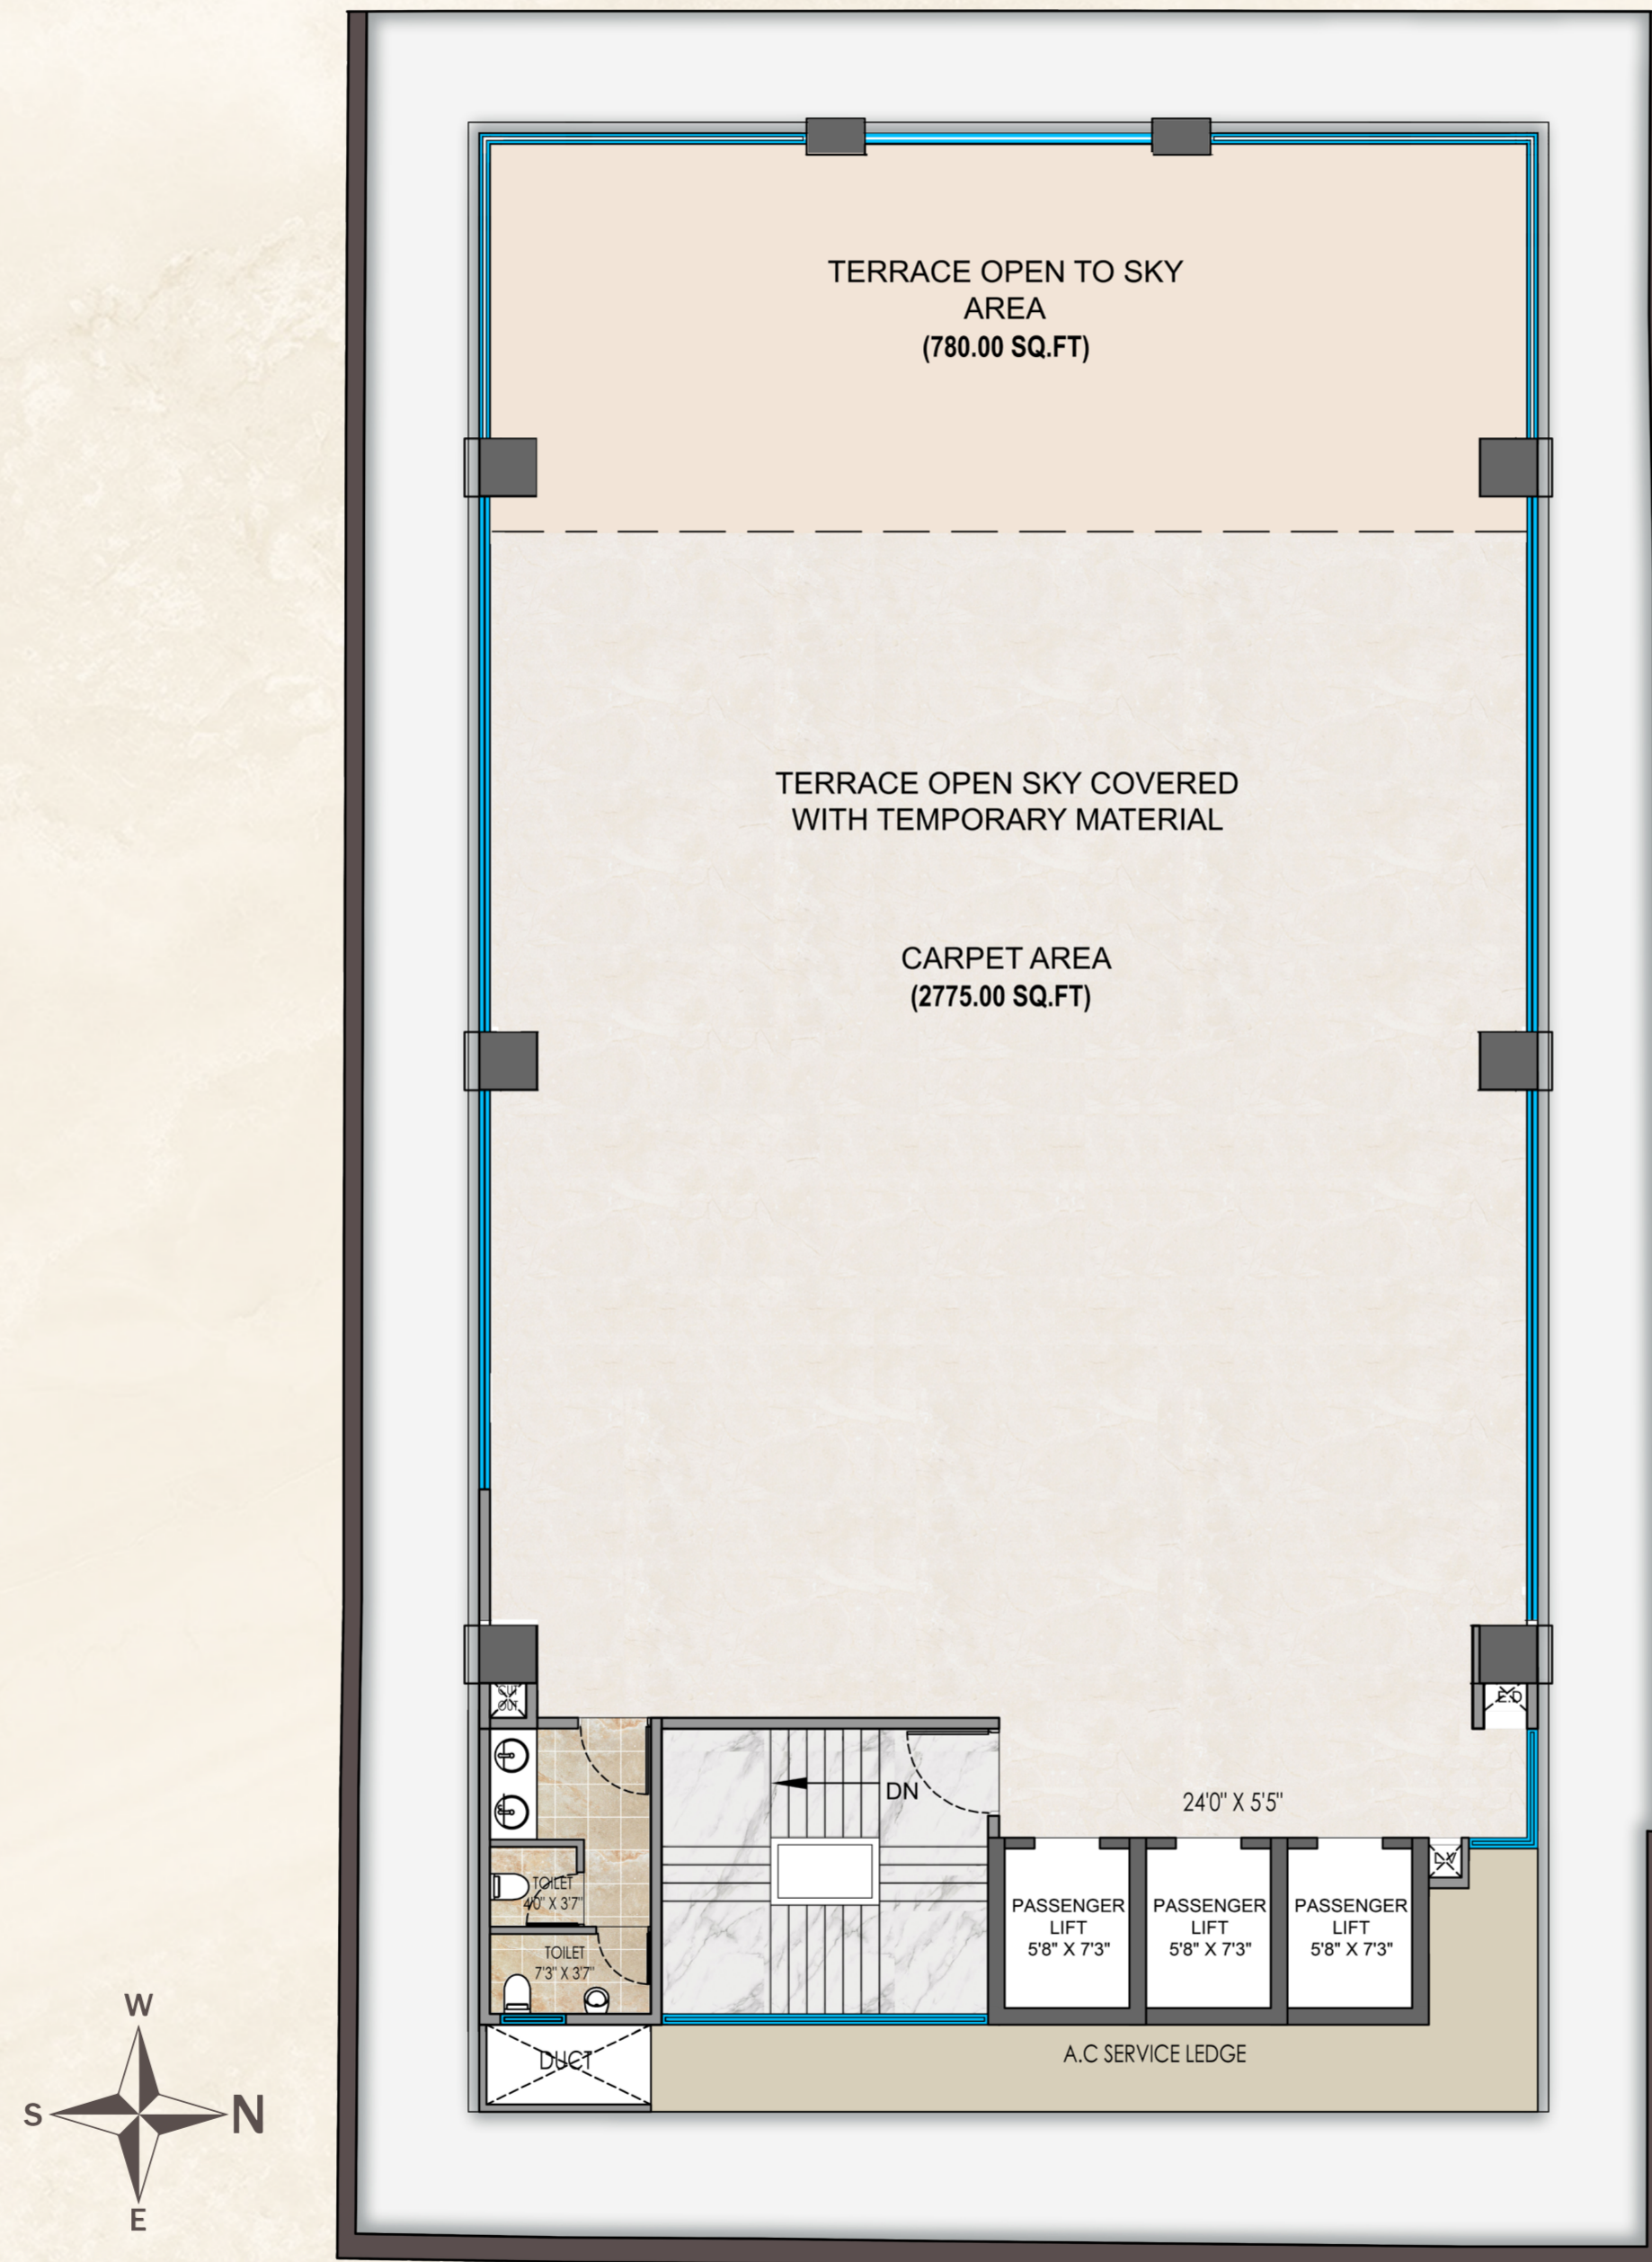 TERRACE OPEN TO SKY
AREA
(780.00 SQ.FT)
TERRACE OPEN SKY COVERED
WITH TEMPORARY MATERIAL
CARPET AREA
(2775.00 SQ.FT)
CUT
OUT
E.D
DN
24'0" X 5'5"
L.V
TOILET
4'0" X 3'7"
PASSENGER
LIFT
5'8" X 7'3"
PASSENGER
LIFT
5'8" X 7'3"
PASSENGER
LIFT
5'8" X 7'3"
TOILET
7'3" X 3'7"
DUCT
A.C SERVICE LEDGE
W
S
N
E